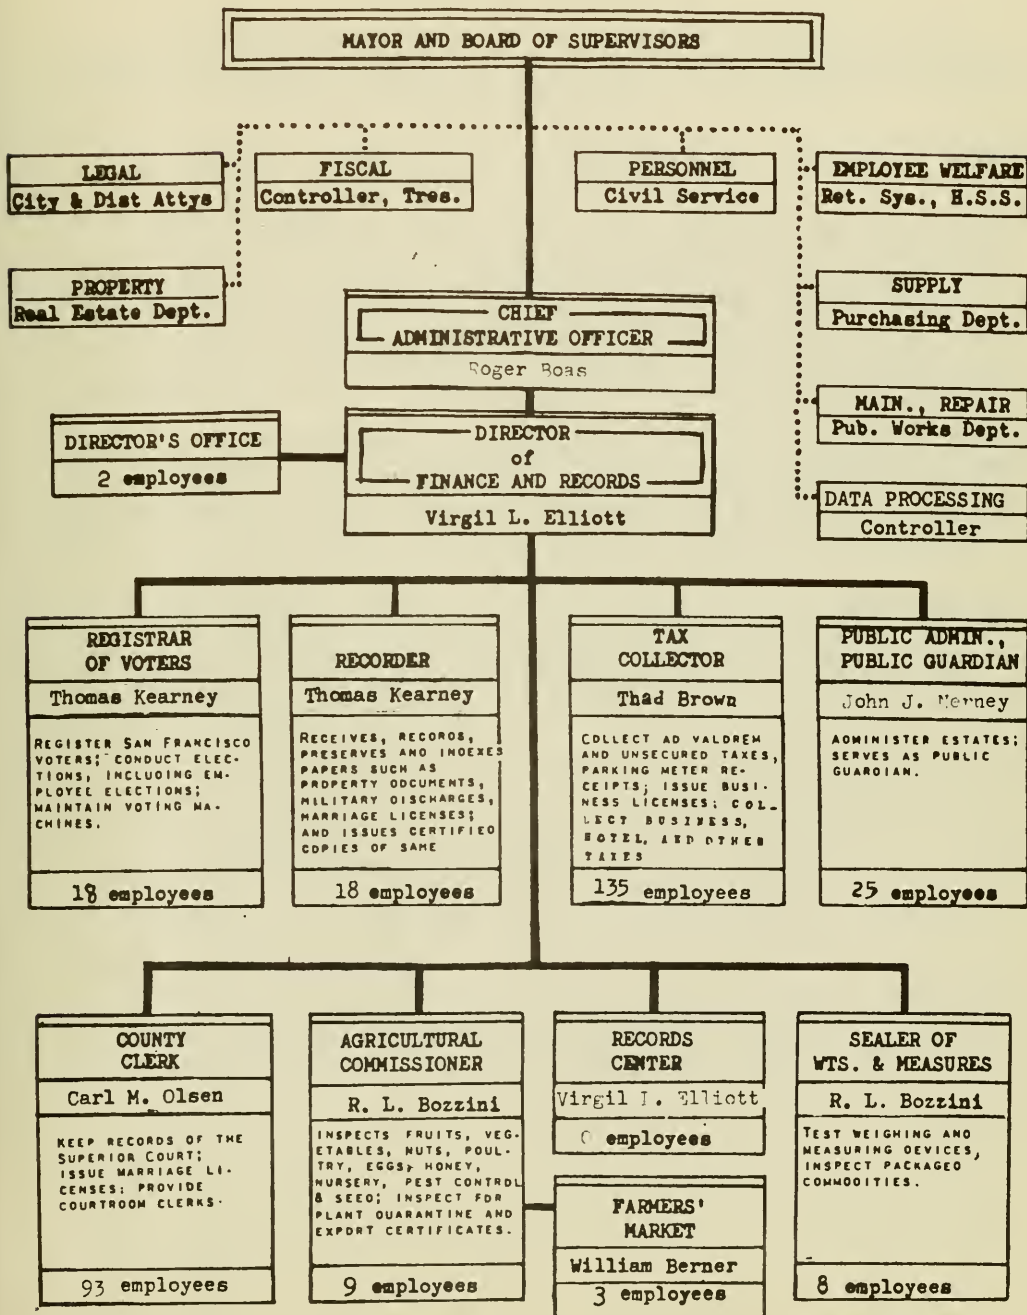 MAYOR AND BOARD OF SUPERVISORS
LEGAL
City & Dist Attys
FISCAL
Controller, Tres.
PERSONNEL
Civil Service
EMPLOYEE WELFARE
Ret. Sys., H.S.S.
PROPERTY
Real Estate Dept.
SUPPLY
Purchasing Dept.
CHIEF
ADMINISTRATIVE OFFICER
Roger Boas
MAIN., REPAIR
Pub. Works Dept.
DIRECTOR'S OFFICE
2 employees
DIRECTOR
of
FINANCE AND RECORDS
Virgil L. Elliott
DATA PROCESSING
Controller
REGISTRAR
OF VOTERS
Thomas Kearney
REGISTER SAN FRANCISCO
VOTERS; CONDUCT ELEC-
TIONS, INCLUDING EM-
PLOYEE ELECTIONS;
MAINTAIN VOTING MA-
CHINES.
18 employees
RECORDER
Thomas Kearney
RECEIVES, RECORDS,
PRESERVES AND INDEXES
PAPERS SUCH AS
PROPERTY DOCUMENTS,
MILITARY DISCHARGES,
MARRIAGE LICENSES;
AND ISSUES CERTIFIED
COPIES OF SAME
18 employees
TAX
COLLECTOR
Thad Brown
COLLECT AD VALOREM
AND UNSECURED TAXES,
PARKING METER RE-
CEIPTS; ISSUE BUSI-
NESS LICENSES; COL-
LECT BUSINESS,
HOTEL, AND OTHER
TAXES
135 employees
PUBLIC ADMIN.,
PUBLIC GUARDIAN
John J.
ADMINISTER ESTATES;
SERVES AS PUBLIC
GUARDIAN.
25 employees
COUNTY
CLERK
Carl M. Olsen
KEEP RECORDS OF THE
SUPERIOR COURT;
ISSUE MARRIAGE LI-
CENSES; PROVIDE
COURTROOM CLERKS.
93 employees
AGRICULTURAL
COMMISSIONER
R. L. Bozzini
INSPECTS FRUITS, VEG-
ETABLES, NUTS, POUL-
TRY, EGGS, HONEY,
NURSERY, PEST CONTROL
& SEED; INSPECT FOR
PLANT QUARANTINE AND
EXPORT CERTIFICATES.
9 employees
RECORDS
CENTER
Virgil L. Elliott
0 employees
FARMERS'
MARKET
William Berner
3 employees
SEALER OF
WTS. & MEASURES
R. L. Bozzini
TEST WEIGHING AND
MEASURING DEVICES,
INSPECT PACKAGED
COMMODITIES.
8 employees